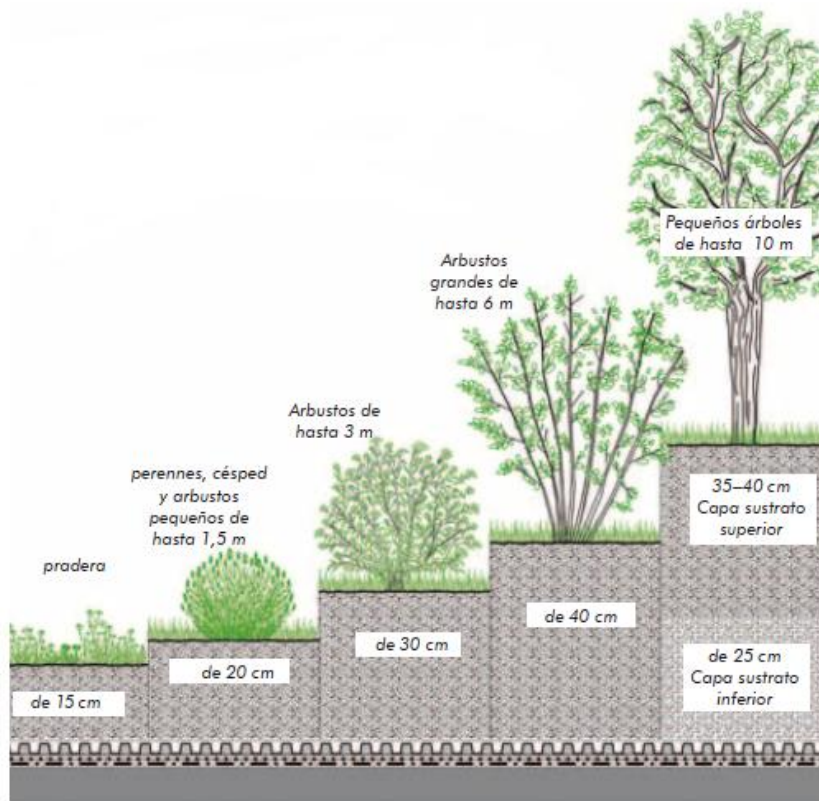 pradera
de 15 cm
perennes, césped
y arbustos
pequeños de
hasta 1,5 m
de 20 cm
Arbustos de
hasta 3 m
de 30 cm
Arbustos
grandes de
hasta 6 m
de 40 cm
Pequeños árboles
de hasta 10 m
35–40 cm
Capa sustrato
superior
de 25 cm
Capa sustrato
inferior